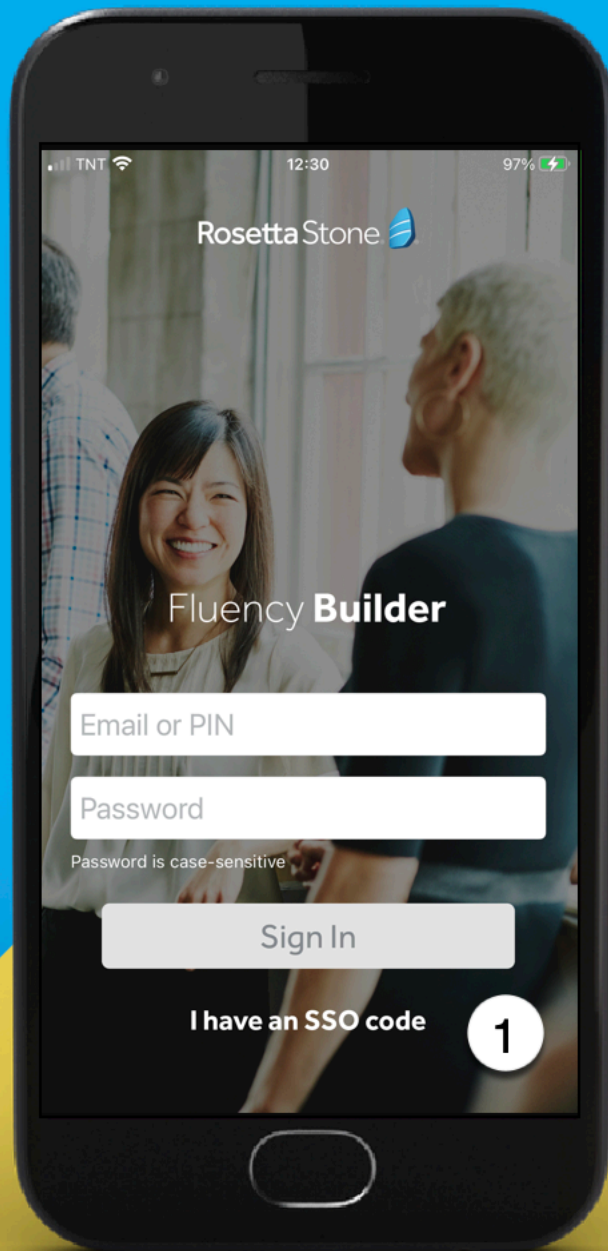 TNT 12:30 97%
Rosetta Stone
Fluency Builder
Email or PIN
Password
Password is case-sensitive
Sign In
I have an SSO code
1